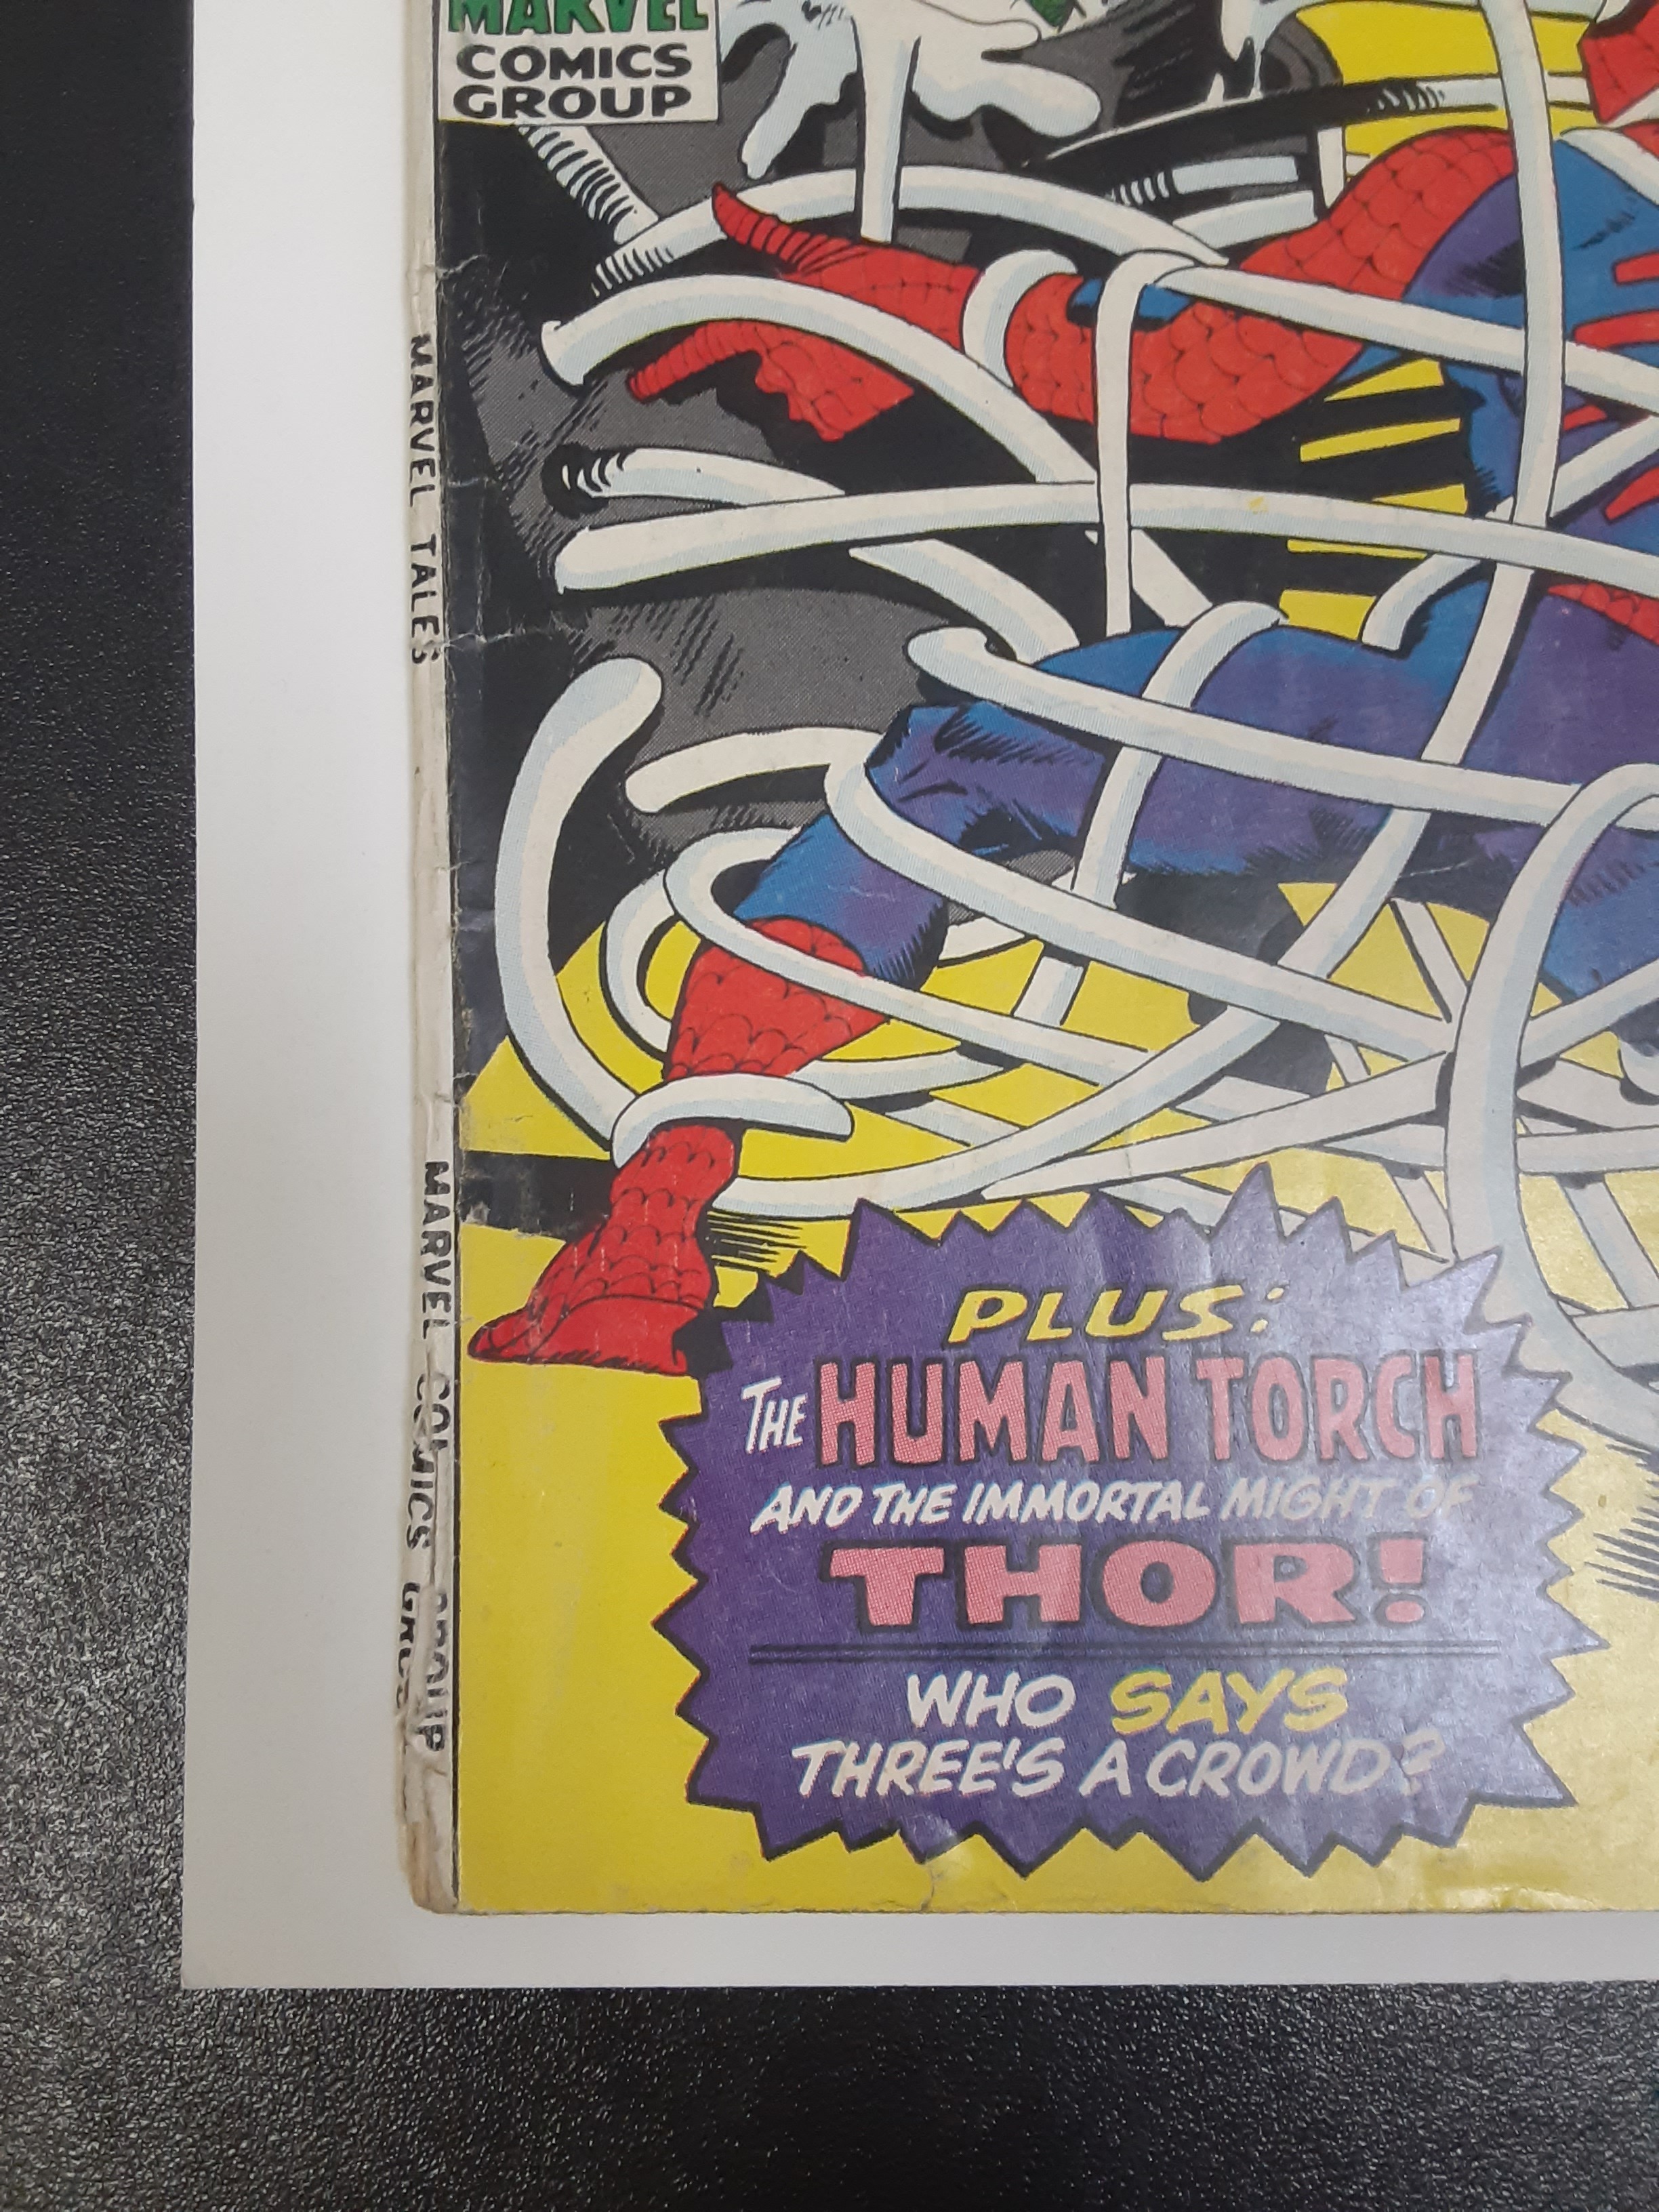 MARVEL
COMICS
GROUP
MARVEL TALES
MARVEL COMICS GROUP
PLUS:
THE HUMAN TORCH
AND THE IMMORTAL MIGHT OF
THOR!
WHO SAYS
THREE'S A CROWD?